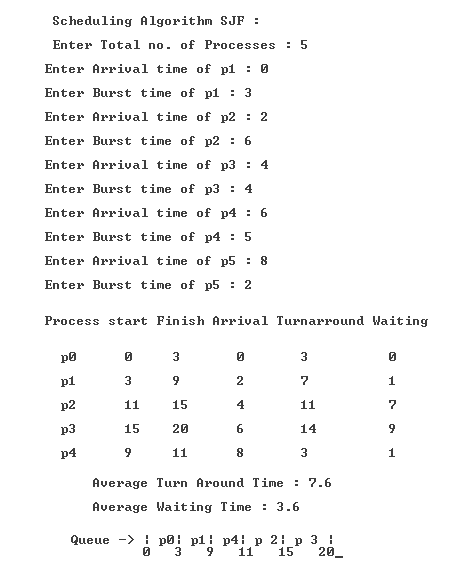 Scheduling Algorithm SJF :
Enter Total no. of Processes : 5
Enter Arrival time of p1 : 0
Enter Burst time of p1 : 3
Enter Arrival time of p2 : 2
Enter Burst time of p2 : 6
Enter Arrival time of p3 : 4
Enter Burst time of p3 : 4
Enter Arrival time of p4 : 6
Enter Burst time of p4 : 5
Enter Arrival time of p5 : 8
Enter Burst time of p5 : 2
Process start Finish Arrival Turnarround Waiting
p0 0 3 0 3 0
p1 3 9 2 7 1
p2 11 15 4 11 7
p3 15 20 6 14 9
p4 9 11 8 3 1
Average Turn Around Time : 7.6
Average Waiting Time : 3.6
Queue -> ¦ p0¦ p1¦ p4¦ p 2¦ p 3 ¦
0 3 9 11 15 20_